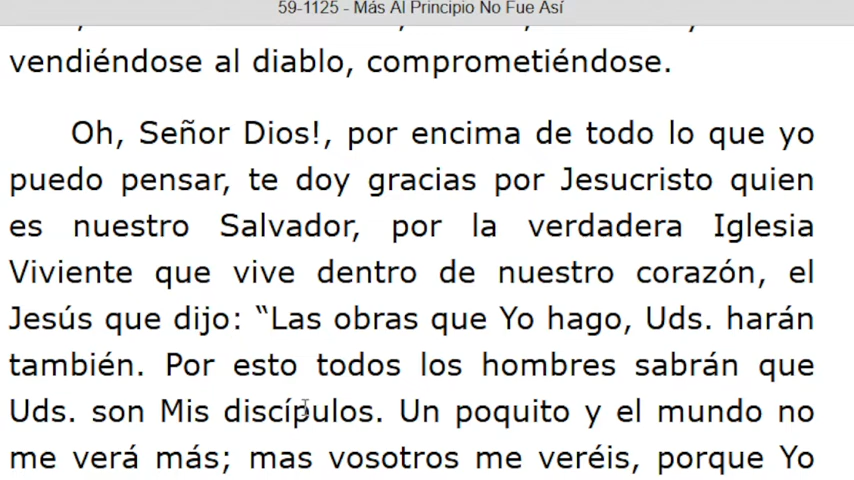 59-1125 - Más Al Principio No Fue Así
vendiéndose al diablo, comprometiéndose.
Oh, Señor Dios!, por encima de todo lo que yo
puedo pensar, te doy gracias por Jesucristo quien
es nuestro Salvador, por la verdadera Iglesia
Viviente que vive dentro de nuestro corazón, el
Jesús que dijo: “Las obras que Yo hago, Uds. harán
también. Por esto todos los hombres sabrán que
Uds. son Mis discípulos. Un poquito y el mundo no
me verá más; mas vosotros me veréis, porque Yo